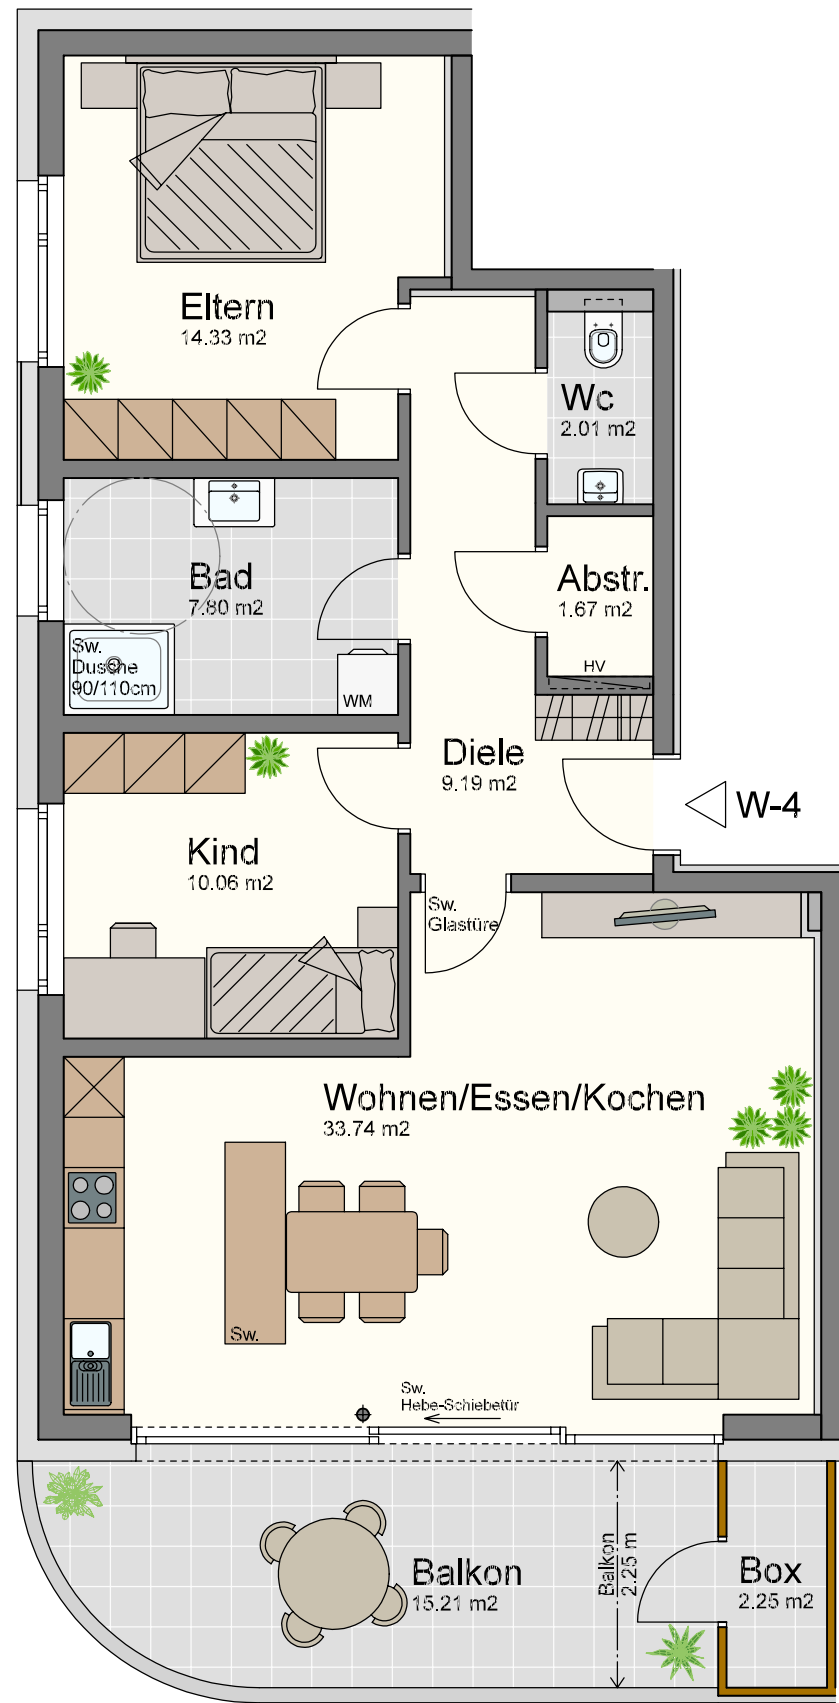 Eltern
14.33 m2
Wc
2.01 m2
Bad
7.80 m2
Abstr.
1.67 m2
Sw.
Dusche
90/110cm
WM
HV
Diele
9.19 m2
W-4
Kind
10.06 m2
Sw.
Glastüre
Wohnen/Essen/Kochen
33.74 m2
Sw.
Sw.
Hebe-Schiebetür
Balkon
15.21 m2
Balkon
2.25 m
Box
2.25 m2